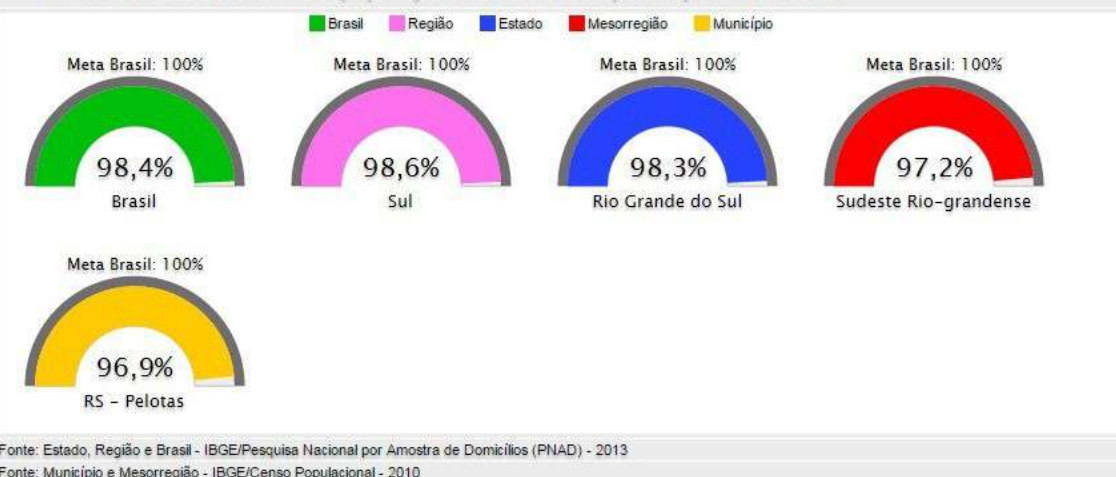 Brasil Região Estado Mesorregião Município
Meta Brasil: 100% Meta Brasil: 100% Meta Brasil: 100% Meta Brasil: 100%
98,4% 98,6% 98,3% 97,2%
Brasil Sul Rio Grande do Sul Sudeste Rio-grandense
Meta Brasil: 100%
96,9%
RS - Pelotas
Fonte: Estado, Região e Brasil - IBGE/Pesquisa Nacional por Amostra de Domicílios (PNAD) - 2013
Fonte: Município e Mesorregião - IBGE/Censo Populacional - 2010